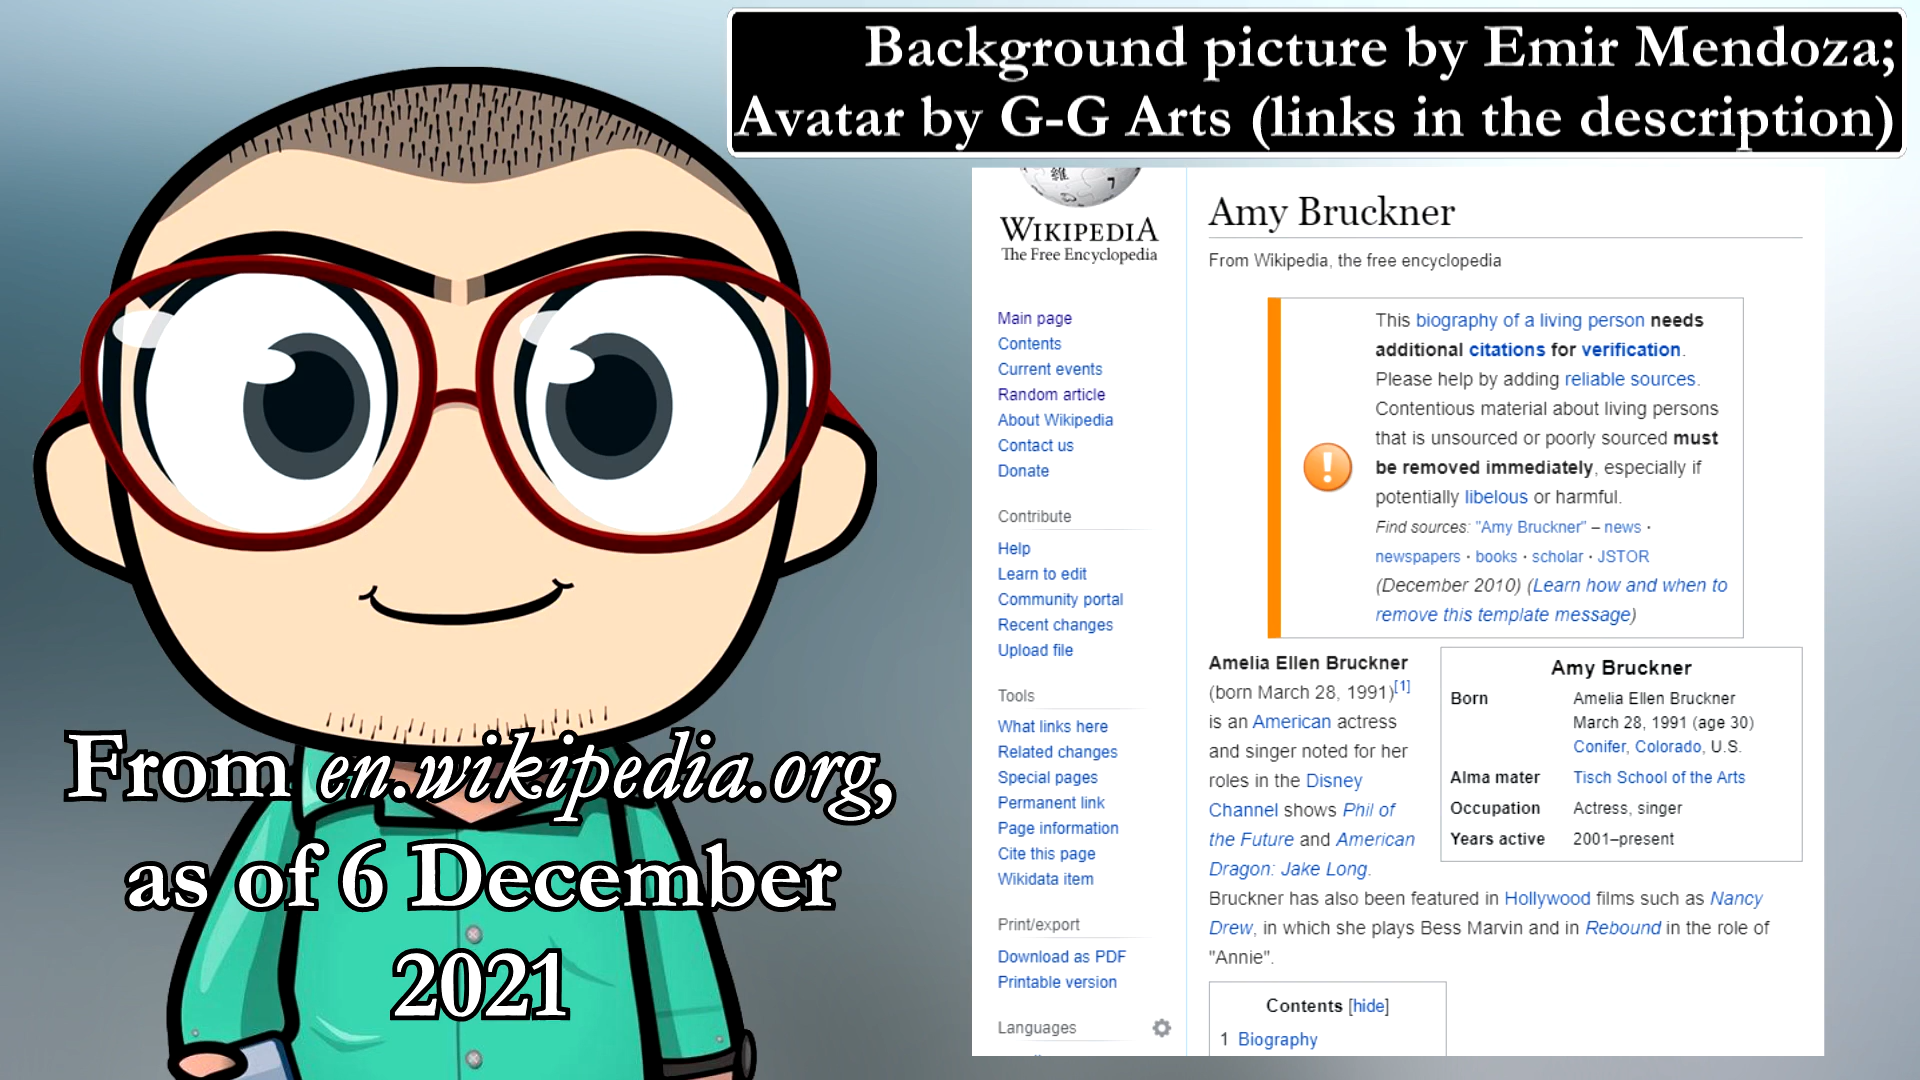 Background picture by Emir Mendoza;
Avatar by G-G Arts (links in the description)
WIKIPEDIA
The Free Encyclopedia
Main page
Contents
Current events
Random article
About Wikipedia
Contact us
Donate
Contribute
Help
Learn to edit
Community portal
Recent changes
Upload file
Tools
What links here
Related changes
Special pages
Permanent link
Page information
Cite this page
Wikidata item
Print/export
Download as PDF
Printable version
Languages
Amy Bruckner
From Wikipedia, the free encyclopedia
This biography of a living person needs
additional citations for verification.
Please help by adding reliable sources.
Contentious material about living persons
that is unsourced or poorly sourced must
be removed immediately, especially if
potentially libelous or harmful.
Find sources: "Amy Bruckner" – news ·
newspapers · books · scholar · JSTOR
(December 2010) (Learn how and when to
remove this template message)
Amelia Ellen Bruckner
(born March 28, 1991)[1]
is an American actress
and singer noted for her
roles in the Disney
Channel shows Phil of
the Future and American
Dragon: Jake Long.
Bruckner has also been featured in Hollywood films such as Nancy
Drew, in which she plays Bess Marvin and in Rebound in the role of
"Annie".
Amy Bruckner
Born Amelia Ellen Bruckner
March 28, 1991 (age 30)
Conifer, Colorado, U.S.
Alma mater Tisch School of the Arts
Occupation Actress, singer
Years active 2001–present
Contents [hide]
1 Biography
From en.wikipedia.org,
as of 6 December
2021